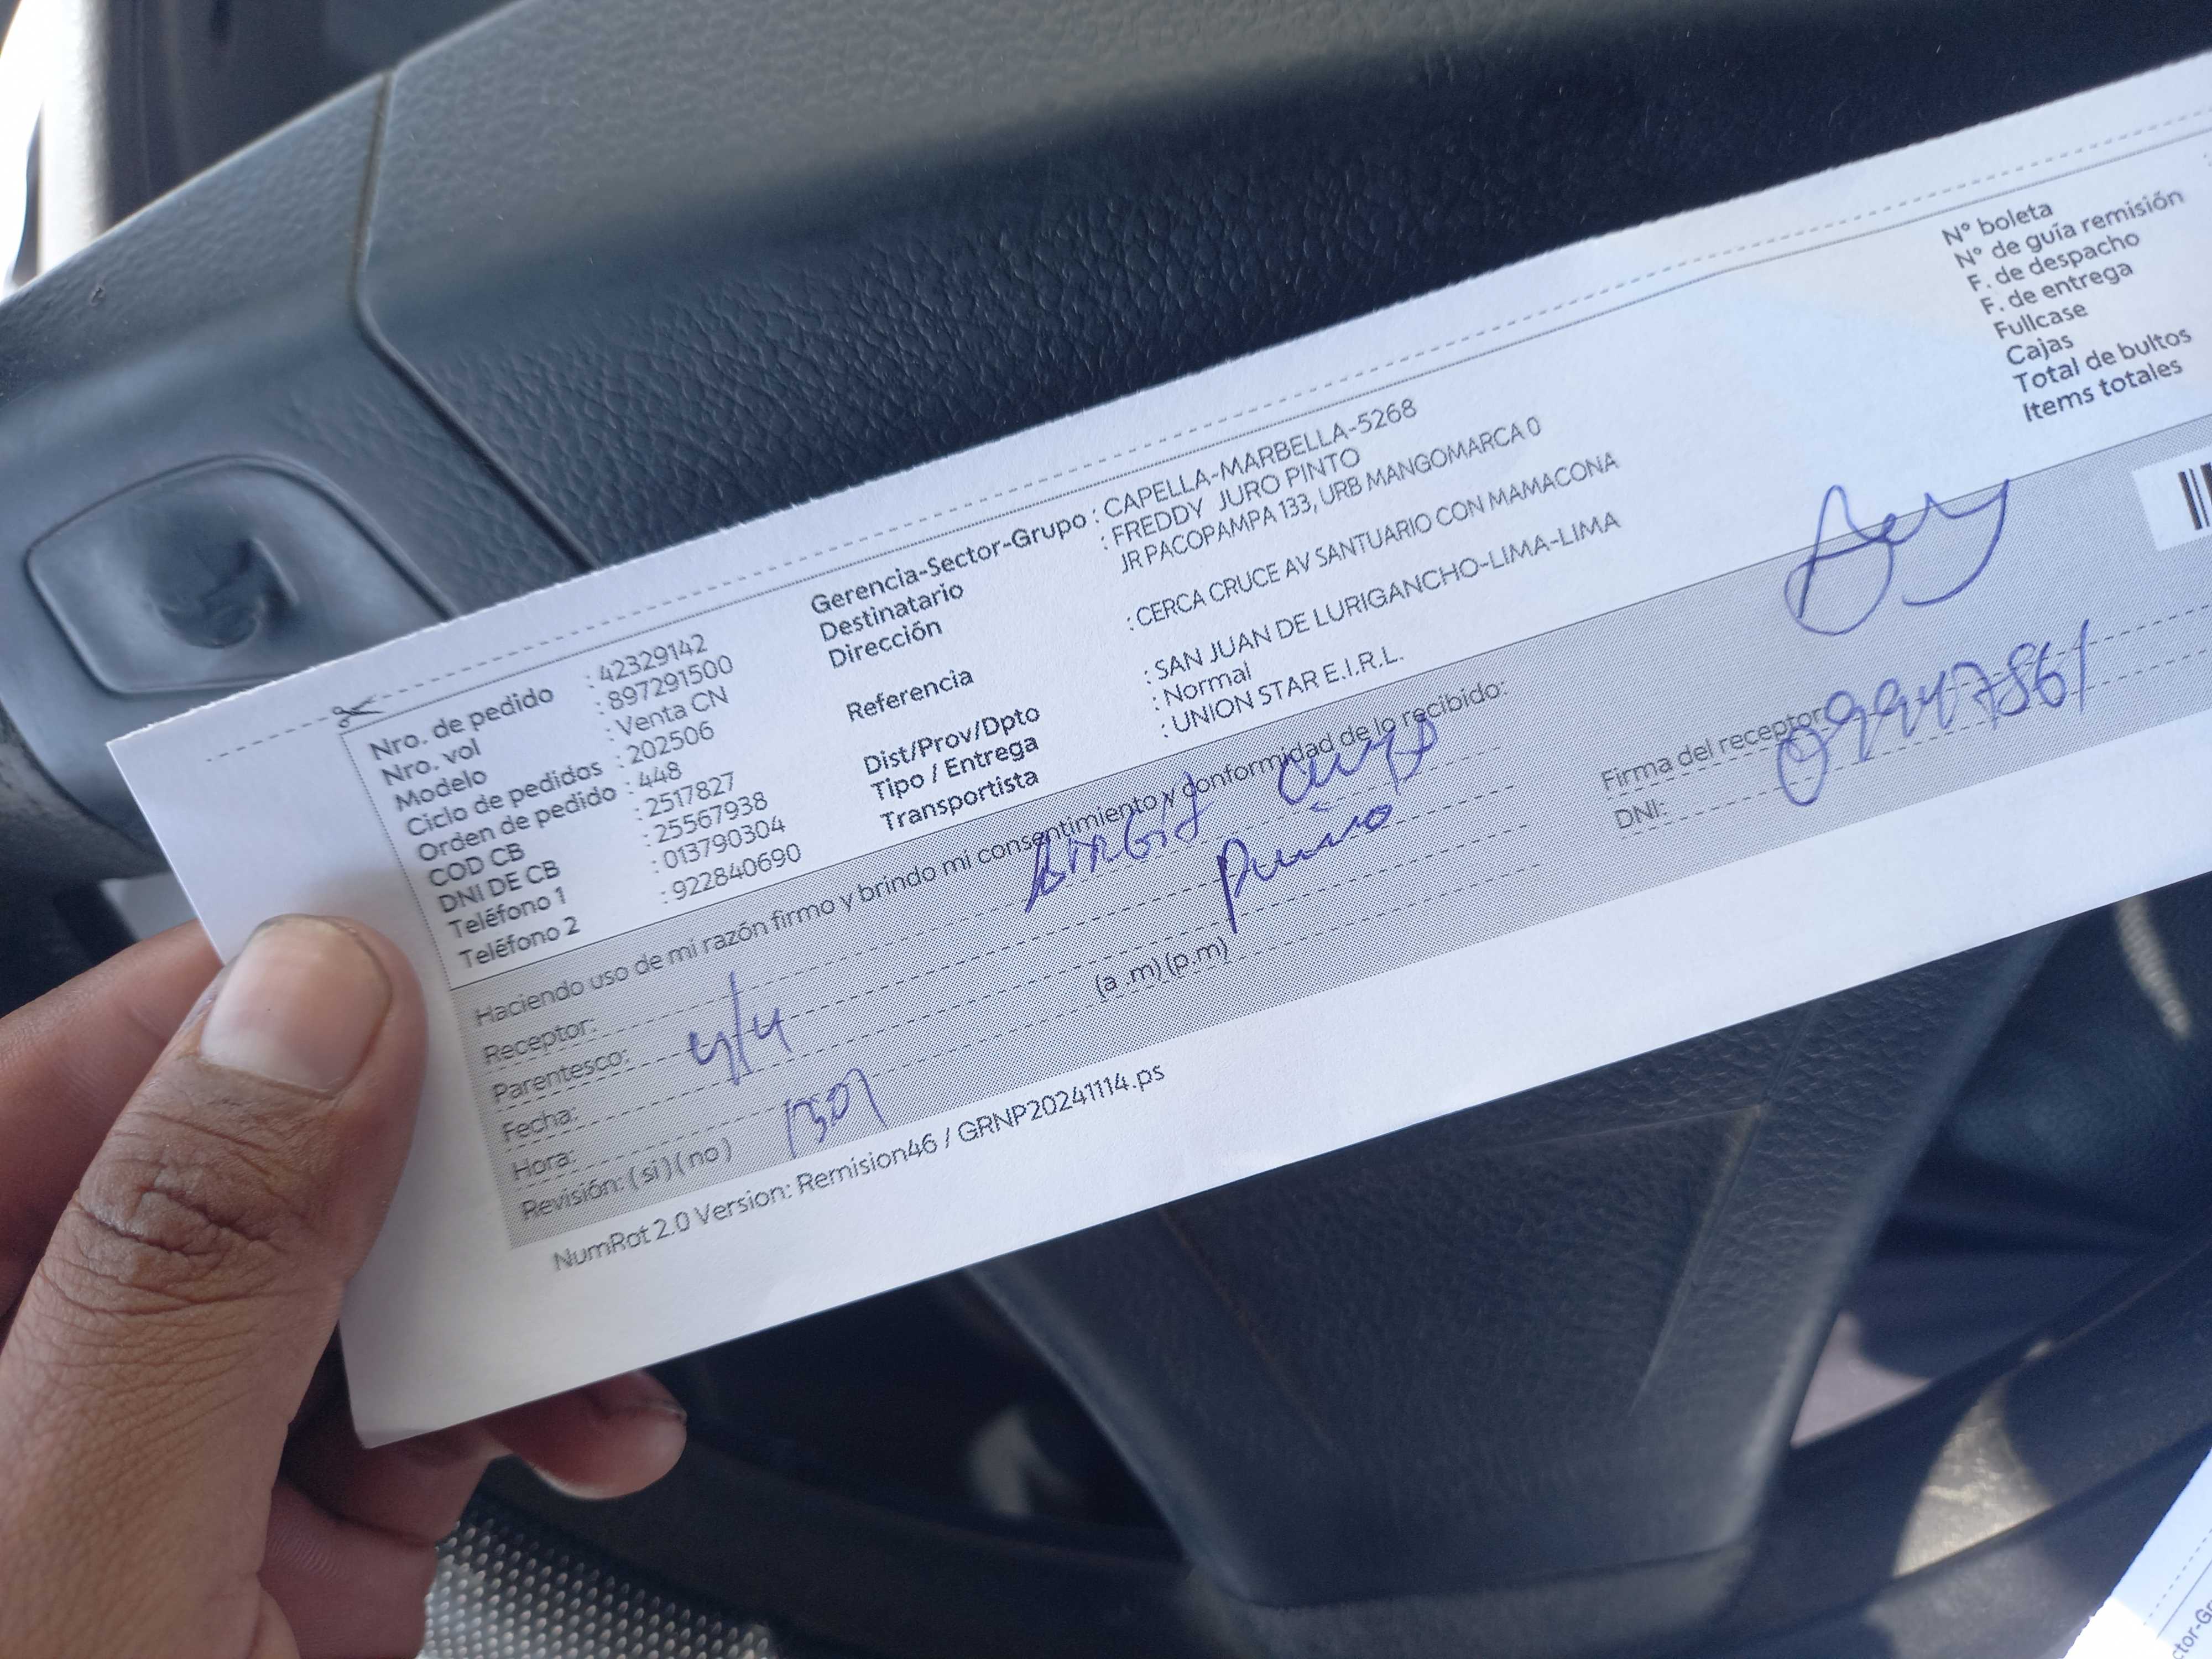 Nro. de pedido : 42329142
Nro. vol : 897291500
Modelo : Venta CN
Ciclo de pedidos : 202506
Orden de pedido : 448
COD CB : 2517827
DNI DE CB : 25567938
Teléfono 1 : 013790304
Teléfono 2 : 922840690
Gerencia-Sector-Grupo : CAPELLA-MARBELLA-5268
Destinatario : FREDDY JURO PINTO
Dirección JR PACOPAMPA 133, URB MANGOMARCA 0
Referencia : CERCA CRUCE AV SANTUARIO CON MAMACONA
Dist/Prov/Dpto : SAN JUAN DE LURIGANCHO-LIMA-LIMA
Tipo / Entrega : Normal
Transportista : UNION STAR E.I.R.L.
N° boleta
N° de guía remisión
F. de despacho
F. de entrega
Fullcase
Cajas
Total de bultos
Items totales
Haciendo uso de mi razón firmo y brindo mi consentimiento y conformidad de lo recibido:
Receptor:
Parentesco:
Fecha: 4/4
Hora: (a .m) (p.m)
Revisión: (si) (no) 1307
Firma del receptor:
DNI:
NumRot 2.0 Version: Remision46 / GRNP20241114.ps